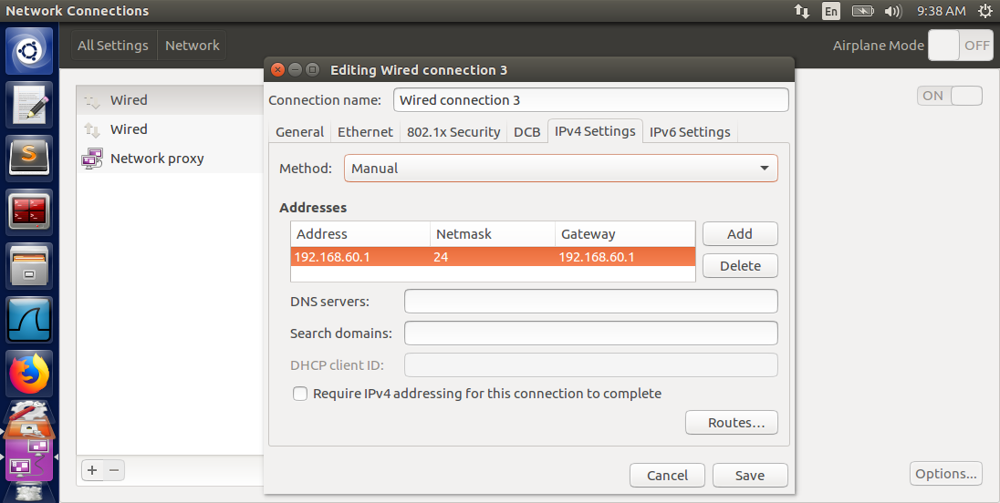 Network Connections
En
9:38 AM
All Settings
Network
Airplane Mode
OFF
Editing Wired connection 3
Connection name:
Wired connection 3
Wired
Wired
Network proxy
ON
General
Ethernet
802.1x Security
DCB
IPv4 Settings
IPv6 Settings
Method:
Manual
Addresses
Address
Netmask
Gateway
192.168.60.1
24
192.168.60.1
Add
Delete
DNS servers:
Search domains:
DHCP client ID:
Require IPv4 addressing for this connection to complete
Routes...
Cancel
Save
Options...